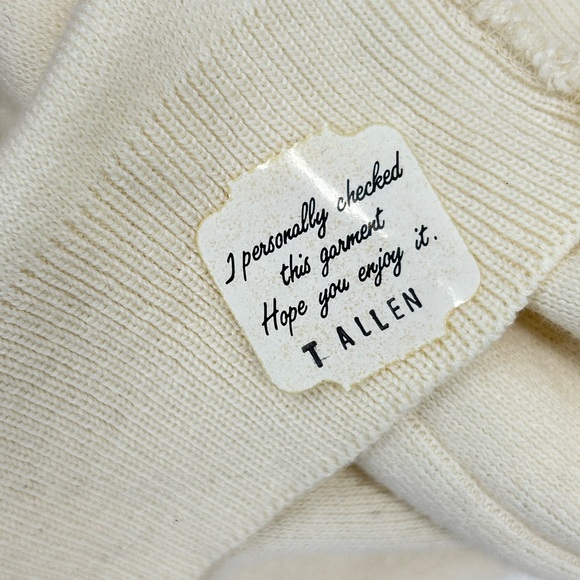 I personally checked
this garment
Hope you enjoy it.
T ALLEN